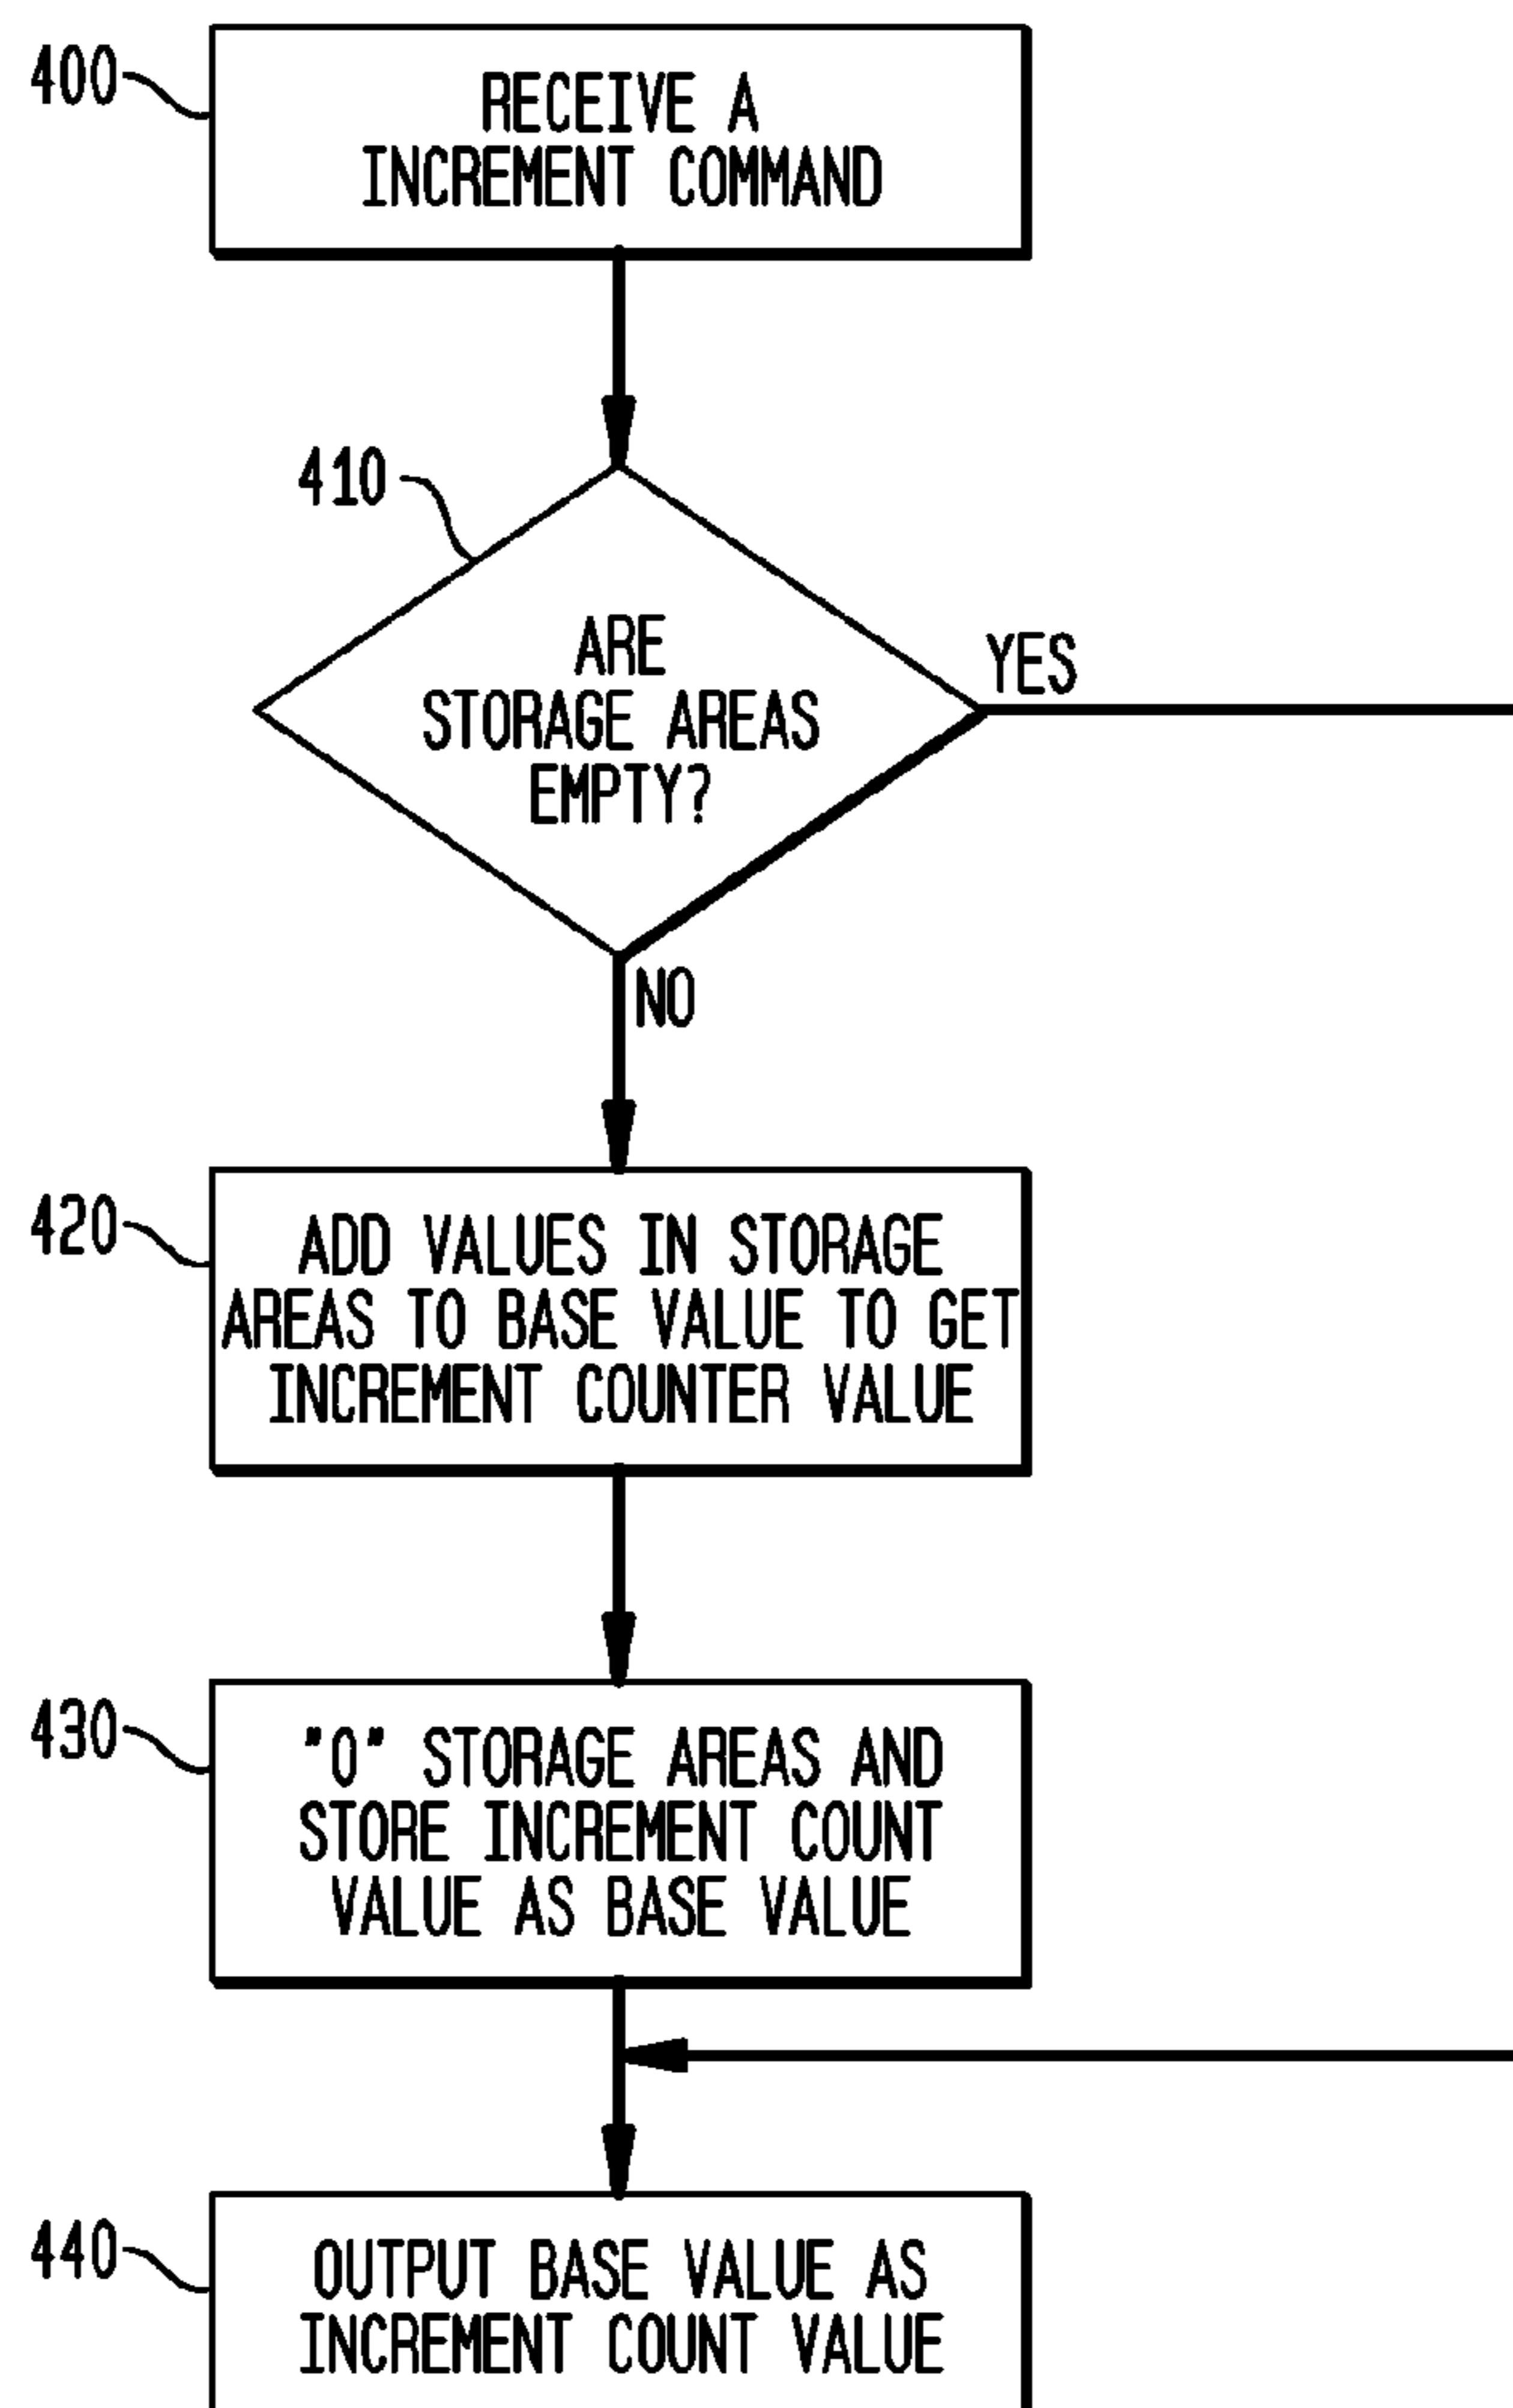 400
RECEIVE A
INCREMENT COMMAND
410
ARE
STORAGE AREAS
EMPTY?
YES
NO
420
ADD VALUES IN STORAGE
AREAS TO BASE VALUE TO GET
INCREMENT COUNTER VALUE
430
"0" STORAGE AREAS AND
STORE INCREMENT COUNT
VALUE AS BASE VALUE
440
OUTPUT BASE VALUE AS
INCREMENT COUNT VALUE